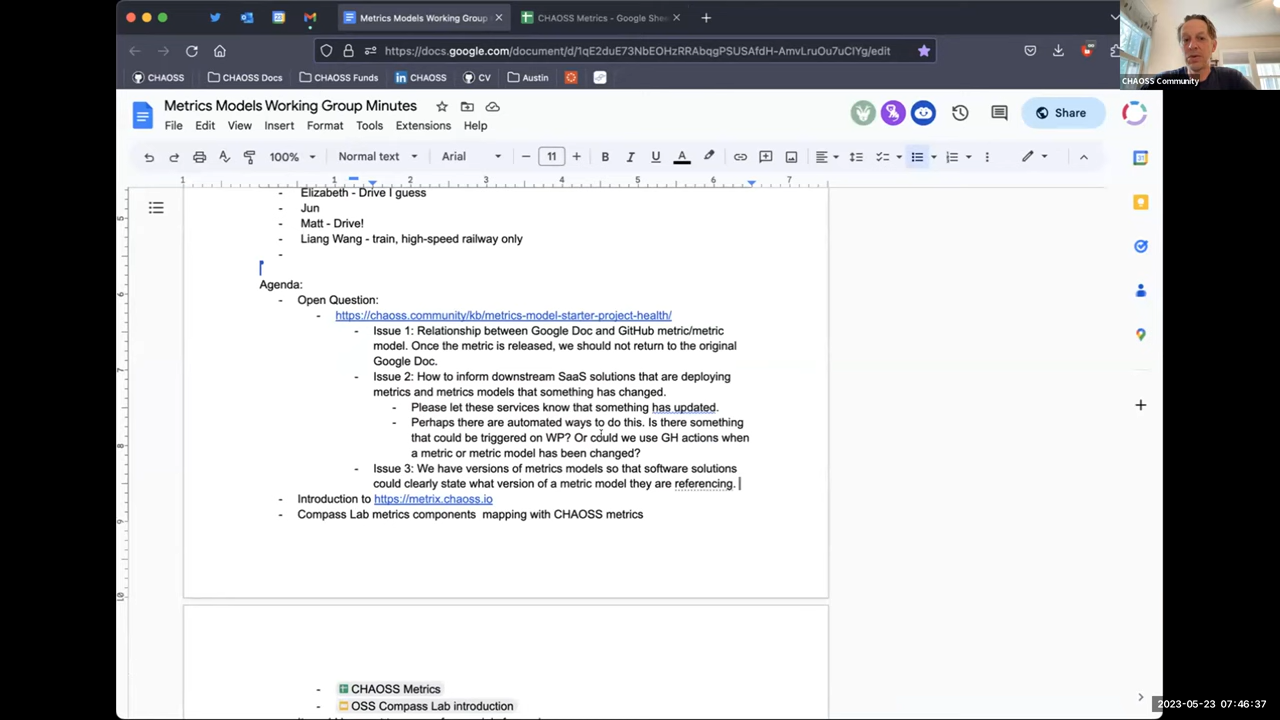 Metrics Models Working Group
CHAOSS Metrics - Google Shee
https://docs.google.com/document/d/1qE2duE73NbEOHzRRAbqgPSUSAfdH-AmvLruOu7uCIYg/edit
CHAOSS
CHAOSS Docs
CHAOSS Funds
CHAOSS
CV
Austin
CHAOSS Community
Metrics Models Working Group Minutes
File Edit View Insert Format Tools Extensions Help
Share
100% Normal text Arial 11
1 1 2 3 4 5 6 7
- Elizabeth - Drive I guess
- Jun
- Matt - Drive!
- Liang Wang - train, high-speed railway only
-
Agenda:
- Open Question:
- https://chaoss.community/kb/metrics-model-starter-project-health/
- Issue 1: Relationship between Google Doc and GitHub metric/metric
model. Once the metric is released, we should not return to the original
Google Doc.
- Issue 2: How to inform downstream SaaS solutions that are deploying
metrics and metrics models that something has changed.
- Please let these services know that something has updated.
- Perhaps there are automated ways to do this. Is there something
that could be triggered on WP? Or could we use GH actions when
a metric or metric model has been changed?
- Issue 3: We have versions of metrics models so that software solutions
could clearly state what version of a metric model they are referencing.
- Introduction to https://metrix.chaoss.io
- Compass Lab metrics components mapping with CHAOSS metrics
- CHAOSS Metrics
- OSS Compass Lab introduction
2023-05-23 07:46:37